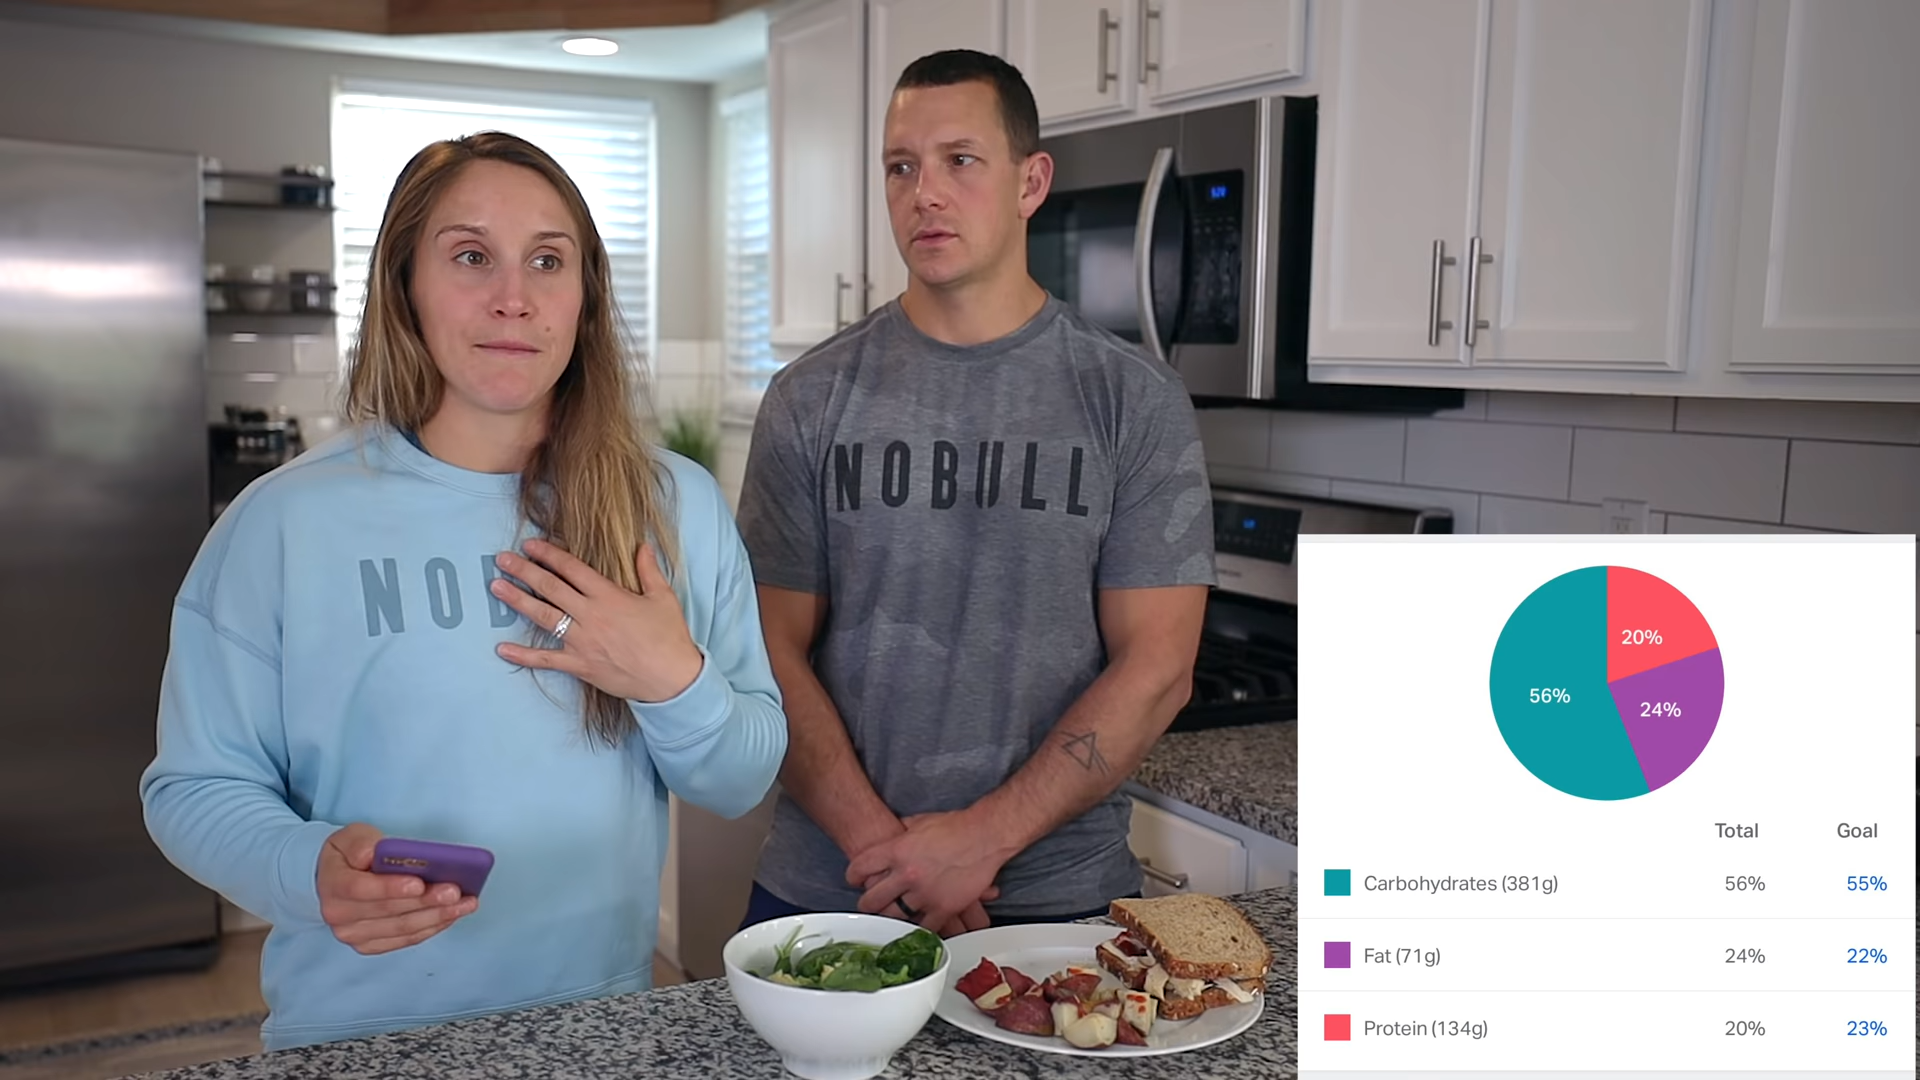 NOBULL
NOB
20%
56%
24%
Total Goal
Carbohydrates (381g) 56% 55%
Fat (71g) 24% 22%
Protein (134g) 20% 23%